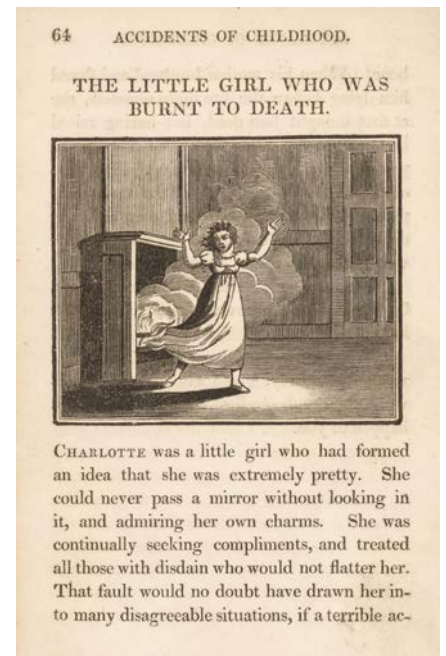 64 ACCIDENTS OF CHILDHOOD.
THE LITTLE GIRL WHO WAS
BURNT TO DEATH.
CHARLOTTE was a little girl who had formed
an idea that she was extremely pretty. She
could never pass a mirror without looking in
it, and admiring her own charms. She was
continually seeking compliments, and treated
all those with disdain who would not flatter her.
That fault would no doubt have drawn her in-
to many disagreeable situations, if a terrible ac-